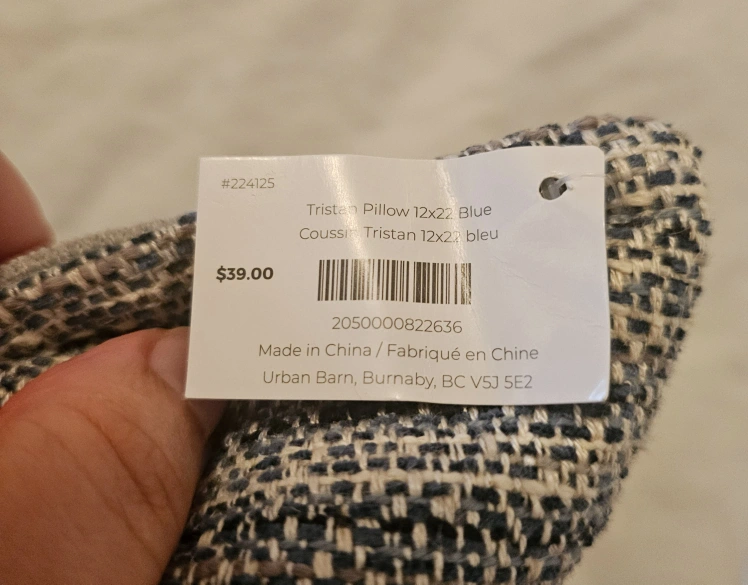 #224125
Tristan Pillow 12x22 Blue
Coussin Tristan 12x22 bleu
$39.00
2050000822636
Made in China / Fabriqué en Chine
Urban Barn, Burnaby, BC V5J 5E2